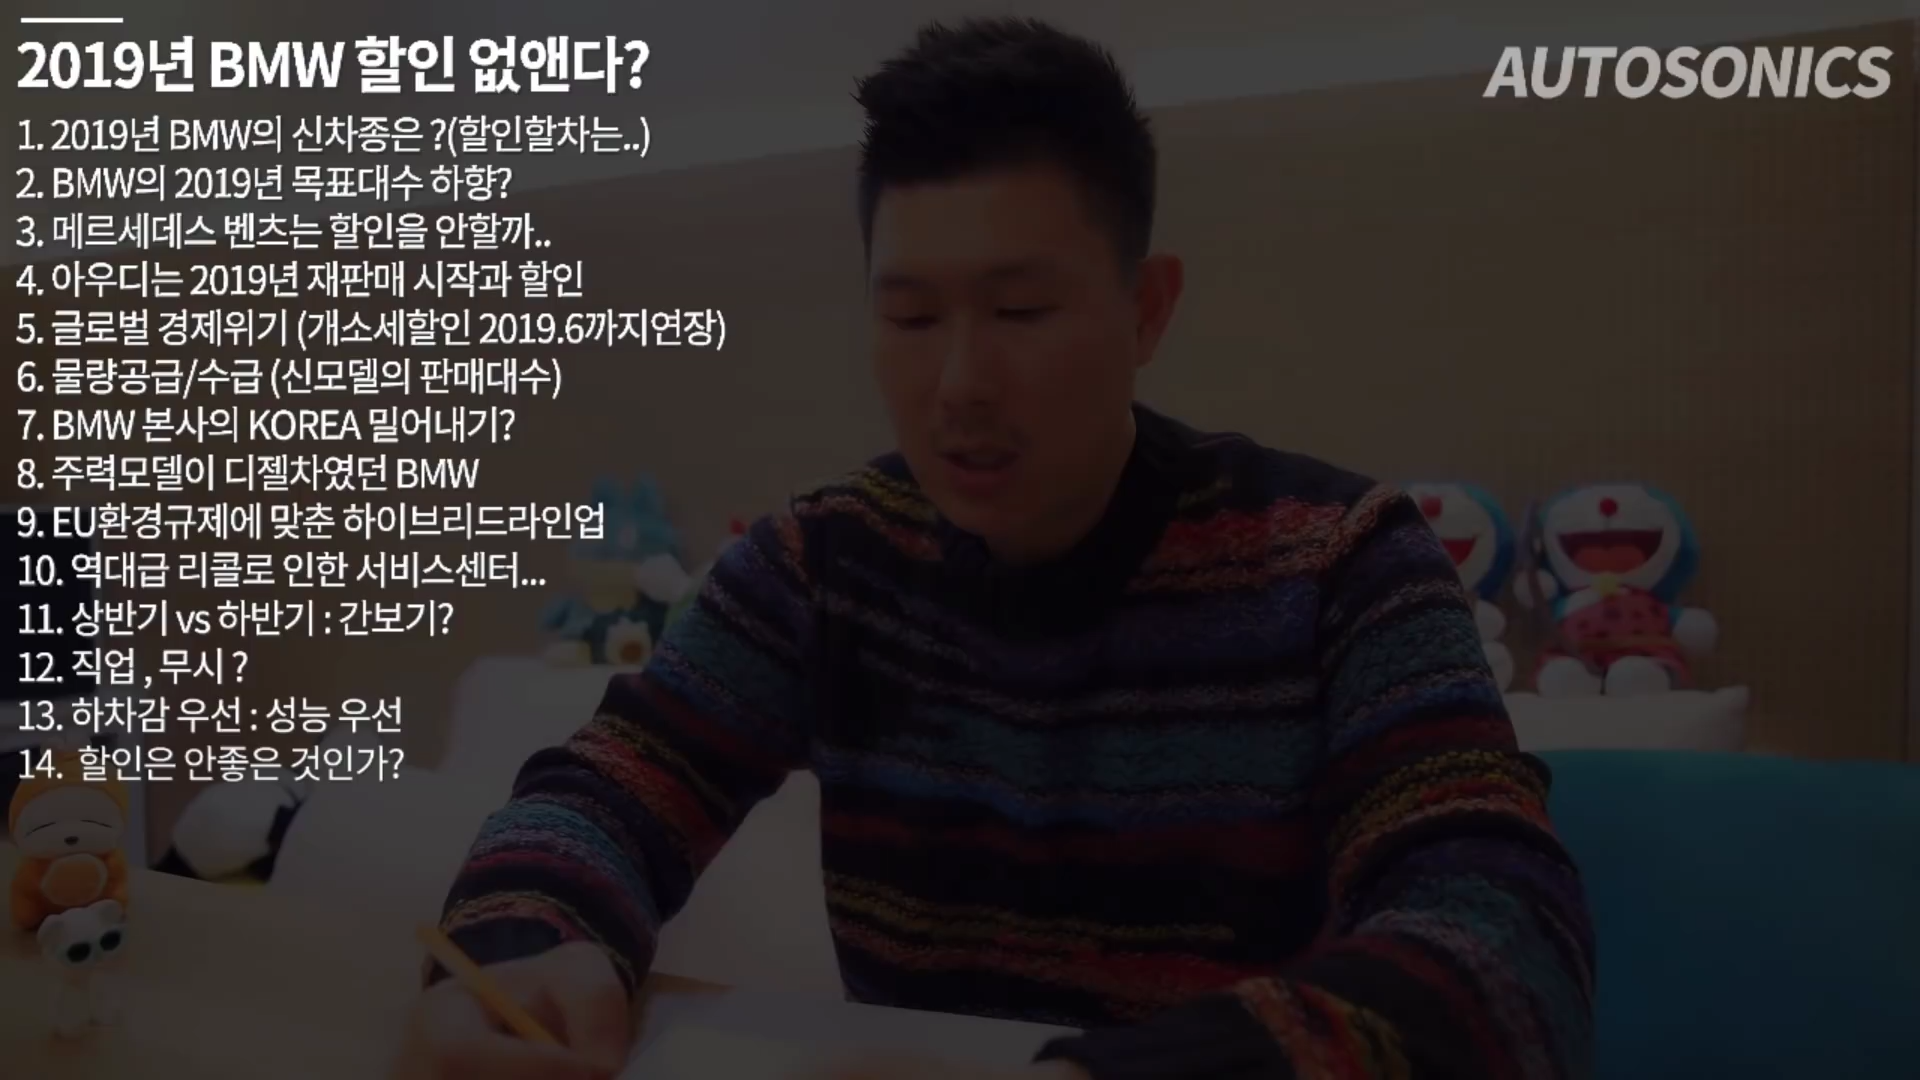 2019년 BMW 할인 없앤다?
AUTOSONICS
1. 2019년 BMW의 신차종은 ?(할인할차는..)
2. BMW의 2019년 목표대수 하향?
3. 메르세데스 벤츠는 할인을 안할까..
4. 아우디는 2019년 재판매 시작과 할인
5. 글로벌 경제위기 (개소세할인 2019.6까지연장)
6. 물량공급/수급 (신모델의 판매대수)
7. BMW 본사의 KOREA 밀어내기?
8. 주력모델이 디젤차였던 BMW
9. EU환경규제에 맞춘 하이브리드라인업
10. 역대급 리콜로 인한 서비스센터...
11. 상반기 vs 하반기 : 간보기?
12. 직업 , 무시 ?
13. 하차감 우선 : 성능 우선
14. 할인은 안좋은 것인가?